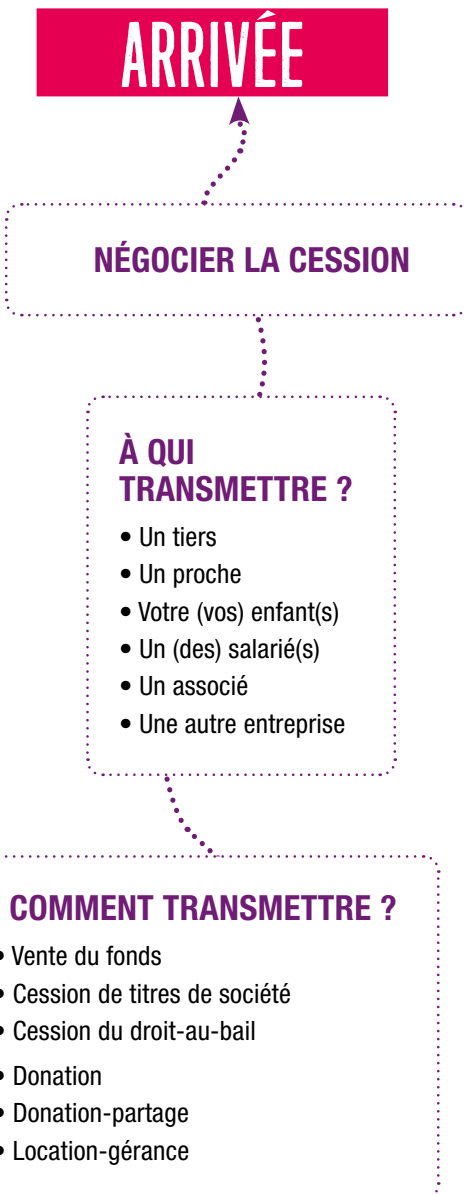 ARRIVÉE
NÉGOCIER LA CESSION
À QUI
TRANSMETTRE ?
• Un tiers
• Un proche
• Votre (vos) enfant(s)
• Un (des) salarié(s)
• Un associé
• Une autre entreprise
COMMENT TRANSMETTRE ?
• Vente du fonds
• Cession de titres de société
• Cession du droit-au-bail
• Donation
• Donation-partage
• Location-gérance